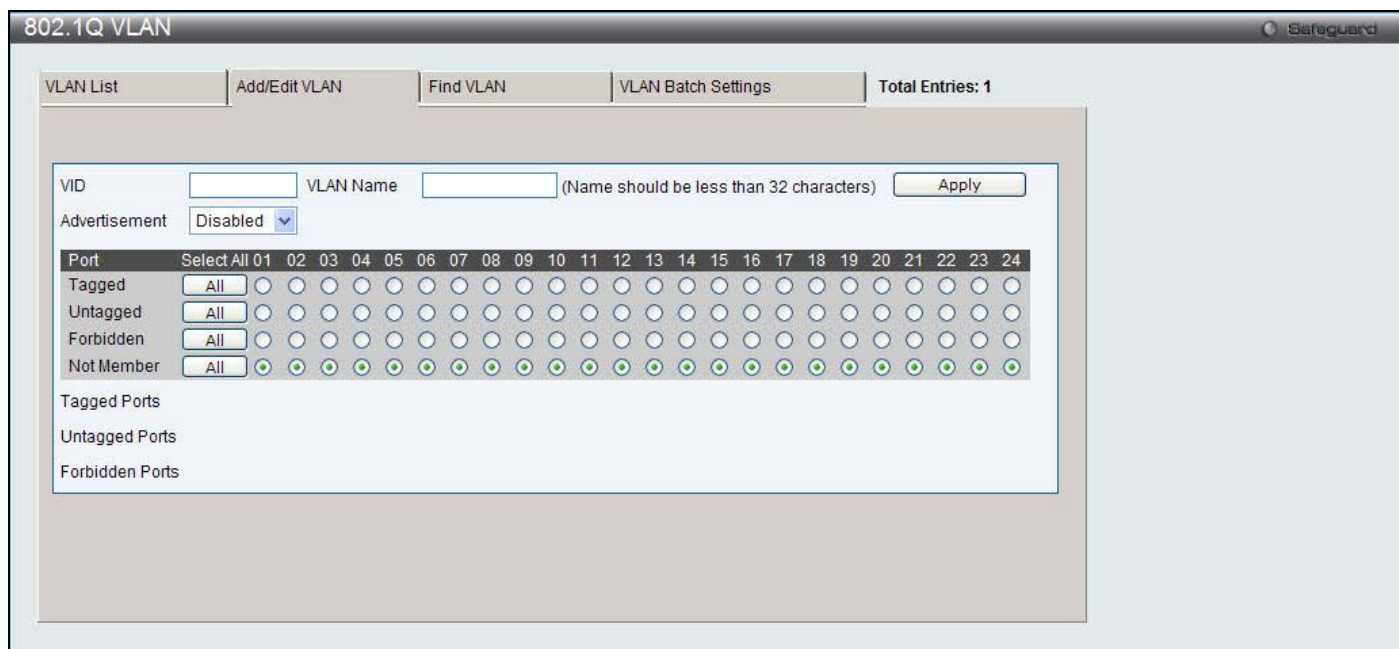 802.1Q VLAN
Safeguard
VLAN List Add/Edit VLAN Find VLAN VLAN Batch Settings Total Entries: 1
VID VLAN Name (Name should be less than 32 characters) Apply
Advertisement Disabled
Port Select All 01 02 03 04 05 06 07 08 09 10 11 12 13 14 15 16 17 18 19 20 21 22 23 24
Tagged All
Untagged All
Forbidden All
Not Member All
Tagged Ports
Untagged Ports
Forbidden Ports